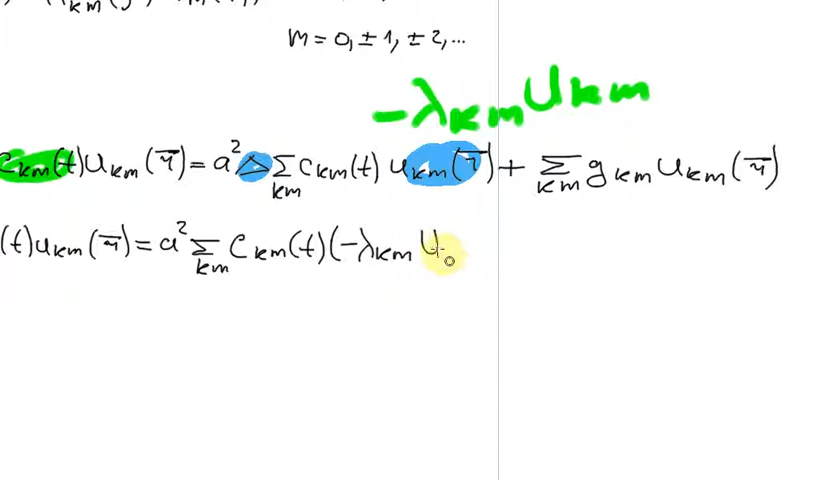 m = 0, ± 1, ± 2, ...
-λkm Ukm
Ckm(t) Ukm(r̅) = a² Δ Σkm Ckm(t) ukm(r̅) + Σkm gkm Ukm(r̅)
(t) ukm(r̅) = a² Σkm Ckm(t) (-λkm U